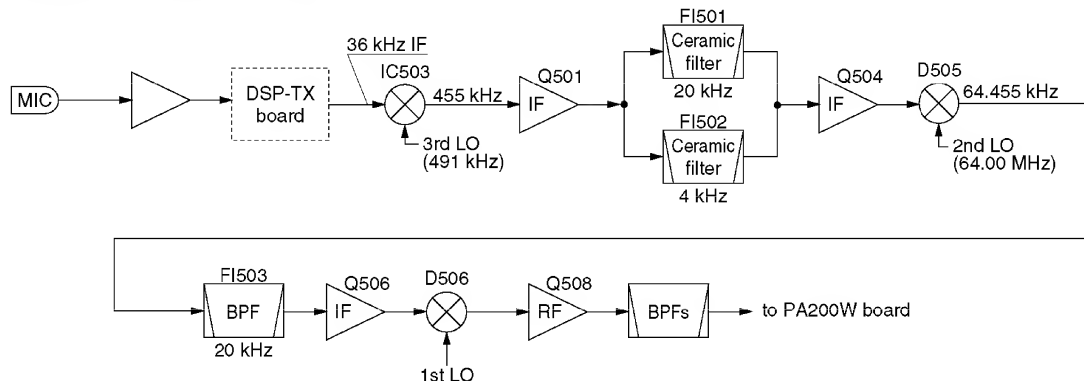 MIC
DSP-TX
board
36 kHz IF
IC503
455 kHz
3rd LO
(491 kHz)
Q501
IF
FI501
Ceramic
filter
20 kHz
FI502
Ceramic
filter
4 kHz
Q504
IF
D505
64.455 kHz
2nd LO
(64.00 MHz)
FI503
BPF
20 kHz
Q506
IF
D506
1st LO
Q508
RF
BPFs
to PA200W board